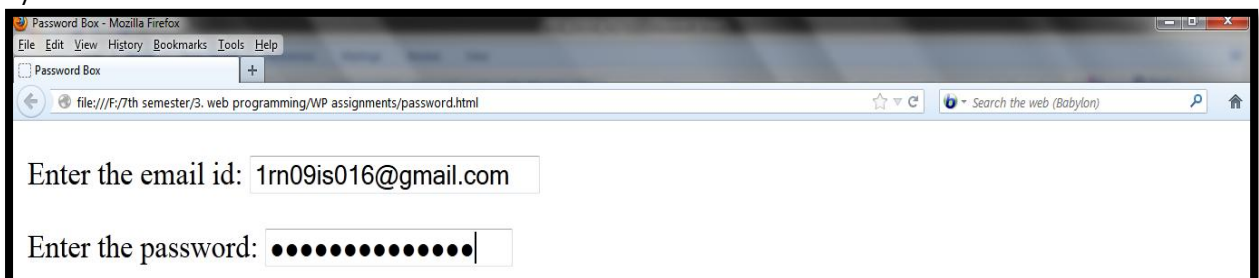 Password Box - Mozilla Firefox
File Edit View History Bookmarks Tools Help
Password Box +
file:///F:/7th semester/3. web programming/WP assignments/password.html Search the web (Babylon)
Enter the email id: 1rn09is016@gmail.com
Enter the password: ●●●●●●●●●●●●●●